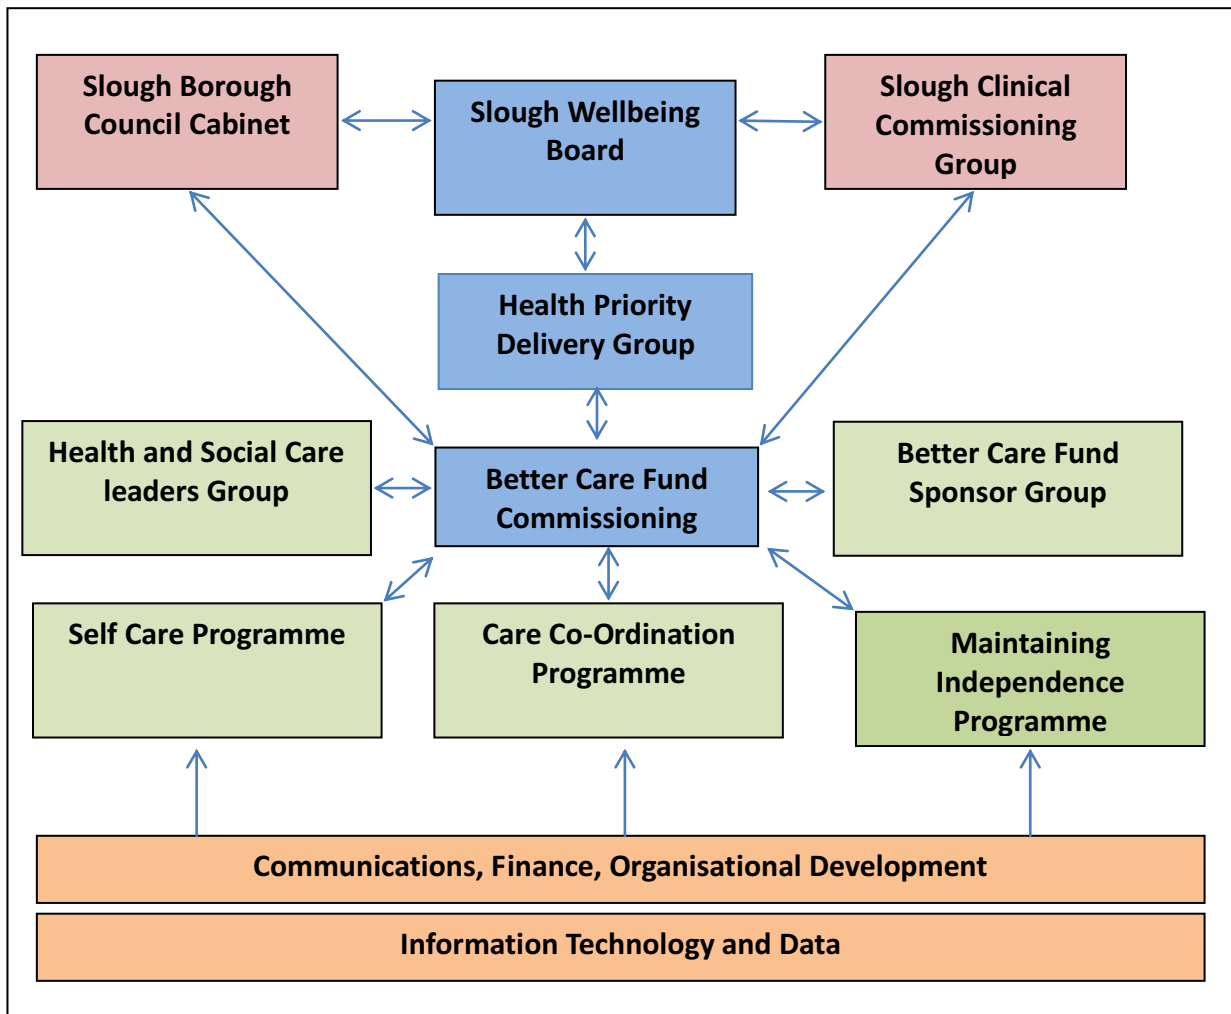 Slough Borough
Council Cabinet
Slough Wellbeing
Board
Slough Clinical
Commissioning
Group
Health Priority
Delivery Group
Health and Social Care
leaders Group
Better Care Fund
Commissioning
Better Care Fund
Sponsor Group
Self Care Programme
Care Co-Ordination
Programme
Maintaining
Independence
Programme
Communications, Finance, Organisational Development
Information Technology and Data